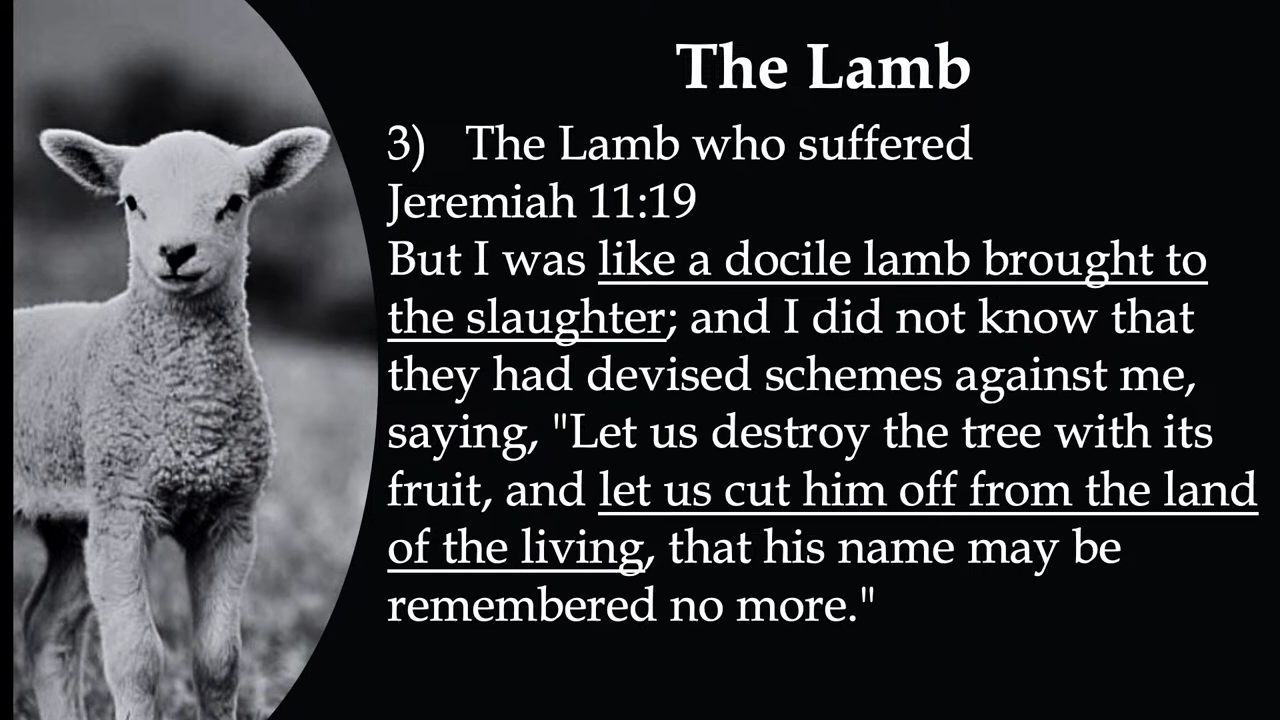 The Lamb
3) The Lamb who suffered
Jeremiah 11:19
But I was like a docile lamb brought to
the slaughter; and I did not know that
they had devised schemes against me,
saying, "Let us destroy the tree with its
fruit, and let us cut him off from the land
of the living, that his name may be
remembered no more."